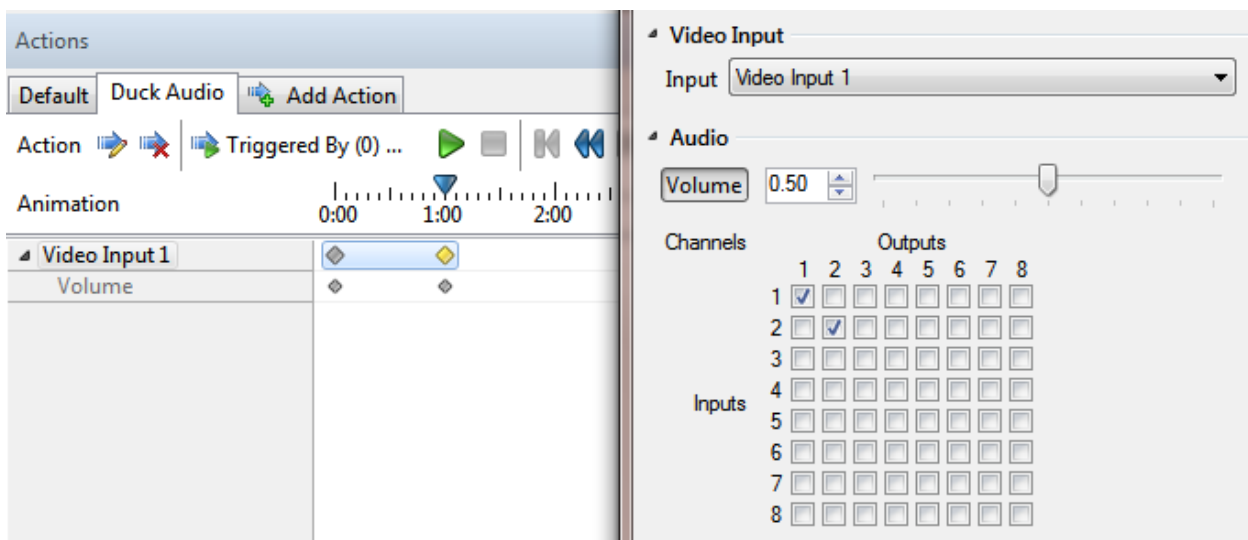 Actions
Default Duck Audio Add Action
Action Triggered By (0) ...
Animation
0:00 1:00 2:00
Video Input 1
Volume
Video Input
Input Video Input 1
Audio
Volume 0.50
Channels Outputs
1 2 3 4 5 6 7 8
1
2
3
4
Inputs
5
6
7
8